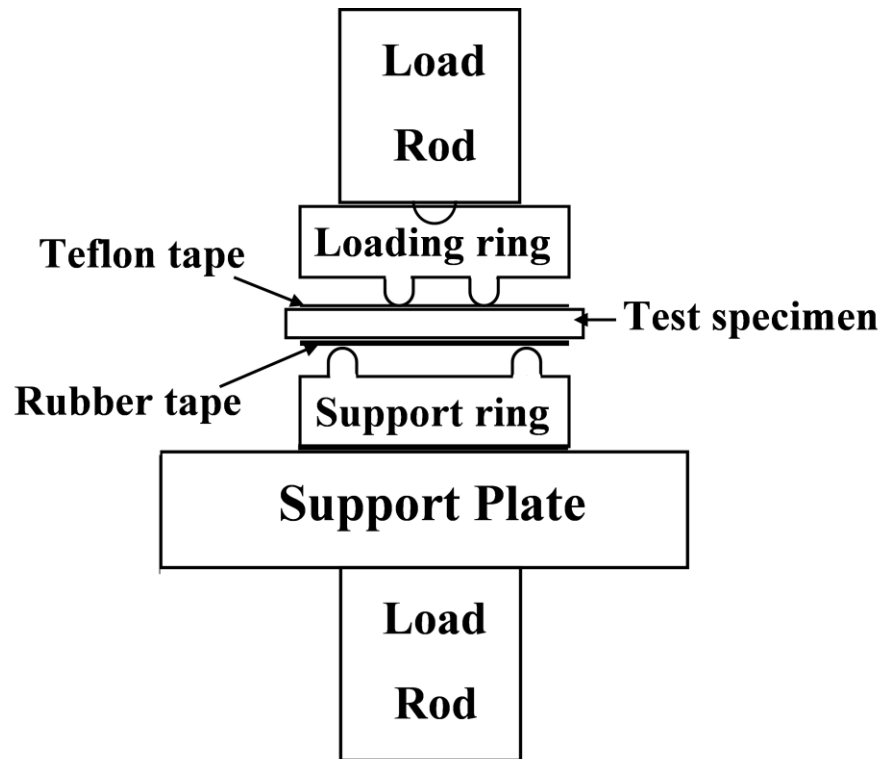 Load
Rod
Loading ring
Teflon tape
Test specimen
Rubber tape
Support ring
Support Plate
Load
Rod